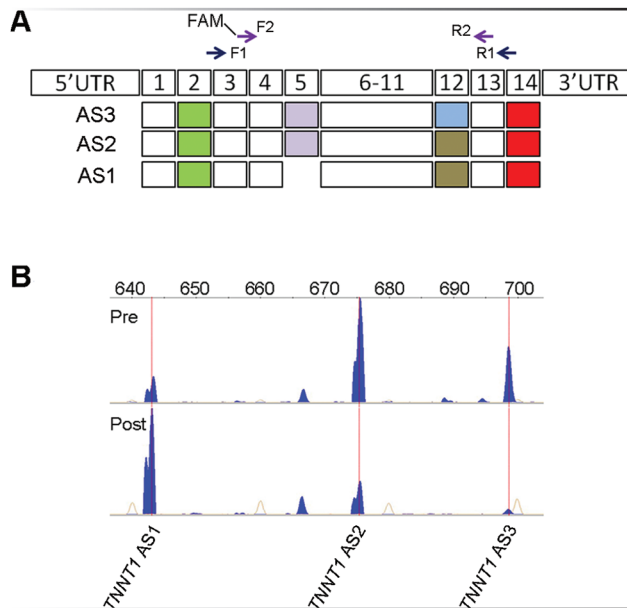 A
FAM
F2
F1
R2
R1
5'UTR 1 2 3 4 5 6-11 12 13 14 3'UTR
AS3
AS2
AS1
B
640 650 660 670 680 690 700
Pre
Post
TNNT1 AS1
TNNT1 AS2
TNNT1 AS3